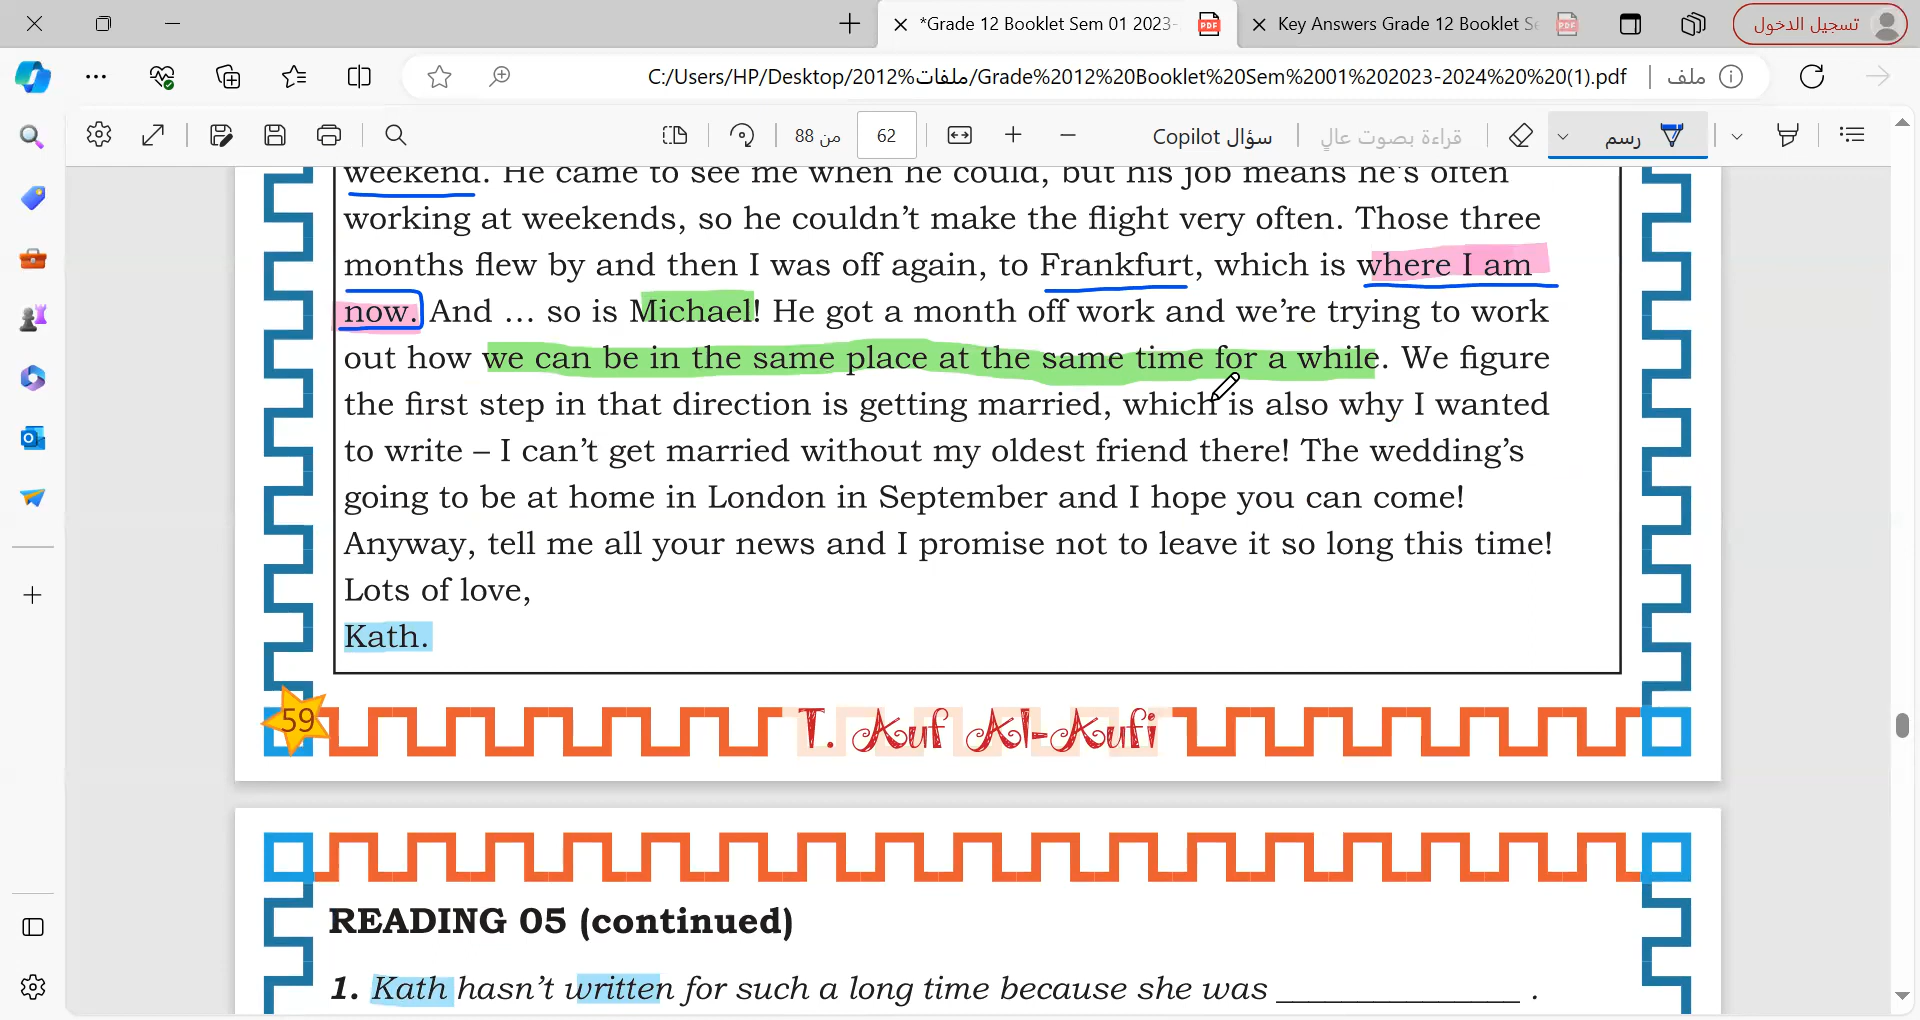 *Grade 12 Booklet Sem 01 2023-
Key Answers Grade 12 Booklet Se
تسجيل الدخول
C:/Users/HP/Desktop/2012%ملفات/Grade%2012%20Booklet%20Sem%2001%202023-2024%20%20(1).pdf
ملف
88 من
62
سؤال Copilot
قراءة بصوت عالٍ
رسم
weekend. He came to see me when he could, but his job means he's often
working at weekends, so he couldn't make the flight very often. Those three
months flew by and then I was off again, to Frankfurt, which is where I am
now. And ... so is Michael! He got a month off work and we're trying to work
out how we can be in the same place at the same time for a while. We figure
the first step in that direction is getting married, which is also why I wanted
to write – I can't get married without my oldest friend there! The wedding's
going to be at home in London in September and I hope you can come!
Anyway, tell me all your news and I promise not to leave it so long this time!
Lots of love,
Kath.
59
T. Auf Al-Aufi
READING 05 (continued)
1. Kath hasn't written for such a long time because she was _______________ .